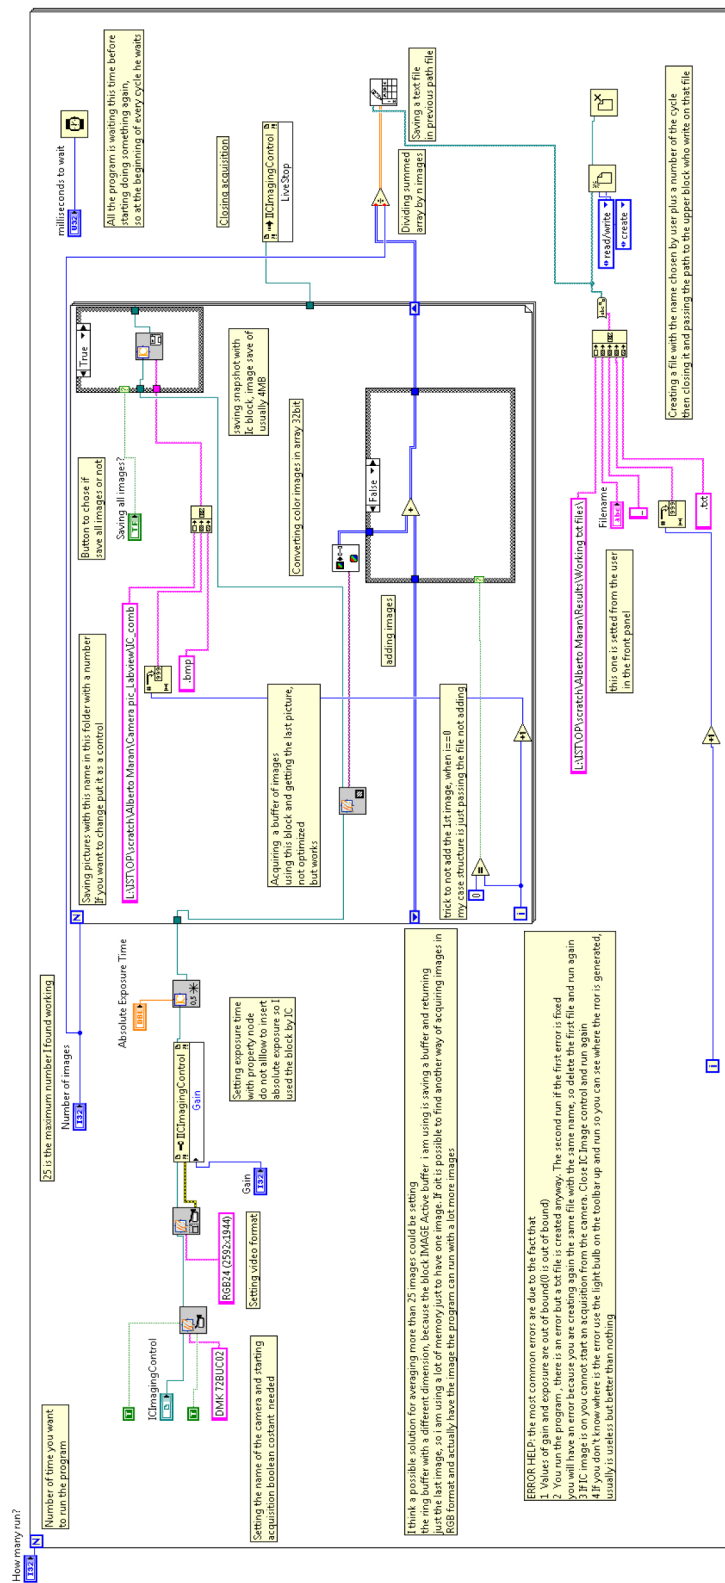 How many run?
I32
N
Number of time you want
to run the program
Setting the name of the camera and starting
acquisition boolean costant needed
ICImagingControl
T
T
DMK 72BUC02
RGB24 (2592x1944)
Setting video format
IICImagingControl
Gain
Gain
I32
Setting exposure time
with property node
do not alllow to insert
absolute exposure so I
used the block by IC
Absolute Exposure Time
DBL
0,5
25 is the maximum number I found working
Number of images
I32
N
Saving pictures with this name in this folder with a number
If you want to change put it as a control
L:\IST\OP\scratch\Alberto Maran\Camera pic_Labview\IC_comb
.bmp
Button to chose if
save all images or not
Saving all images?
TF
True
saving snapshot with
Ic block, image save of
usually 4MB
Acquiring a buffer of images
using this block and getting the last picture,
not optimized
but works
Converting color images in array 32bit
adding images
False
+
trick to not add the 1st image, when i==0
my case structure is just passing the file not adding
0
=
i
+1
All the program is waiting this time before
starting doing something again,
so at the beginning of every cycle he waits
milliseconds to wait
U32
Closing acquisition
IICImagingControl
LiveStop
Dividing summed
array by n images
÷
Saving a text file
in previous path file
I think a possible solution for averaging more than 25 images could be setting
the ring buffer with a different dimension, because the block IMAGE Active buffer i am using is saving a buffer and returning
just the last image, so i am using a lot of memory just to have one image. If oit is possible to find another way of acquiring images in
RGB format and actually have the image the program can run with a lot more images
ERROR HELP: the most common errors are due to the fact that
1 Values of gain and exposure are out of bound(0 is out of bound)
2 You run the program , there is an error but a txt file is created anyway. The second run if the first error is fixed
you will have an error because you are creating again the same file with the same name, so delete the first file and run again
3 If IC image is on you cannot start an acquisition from the camera. Close IC Image control and run again
4 If you don't know where is the error use the light bulb on the toolbar up and run so you can see where the rror is generated,
usually is useless but better than nothing
L:\IST\OP\scratch\Alberto Maran\Results\Working txt files\
Filename
abc
.txt
this one is setted from the user
in the front panel
read/write
create
Creating a file with the name chosen by user plus a number of the cycle
then closing it and passing the path to the upper block who write on that file
+1
i